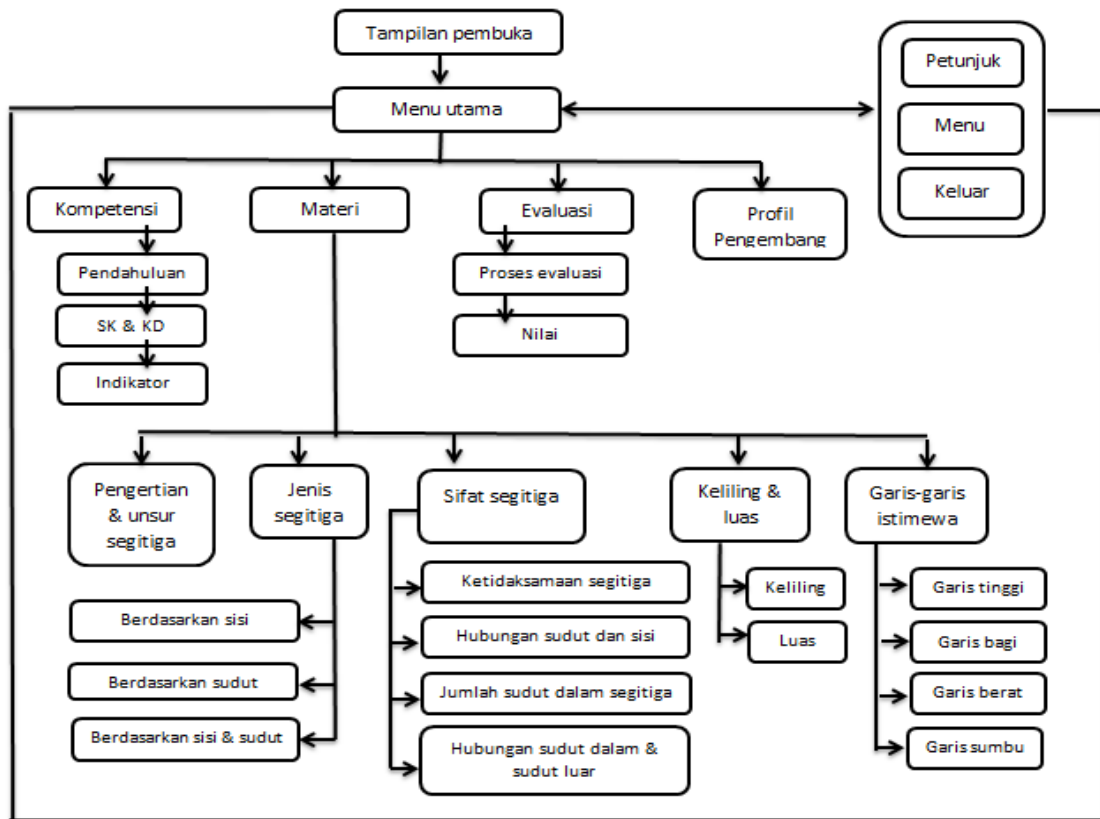 Tampilan pembuka
Petunjuk
Menu utama
Menu
Keluar
Kompetensi
Materi
Evaluasi
Profil
Pengembang
Pendahuluan
Proses evaluasi
SK & KD
Nilai
Indikator
Pengertian
& unsur
segitiga
Jenis
segitiga
Sifat segitiga
Keliling &
luas
Garis-garis
istimewa
Berdasarkan sisi
Berdasarkan sudut
Berdasarkan sisi & sudut
Ketidaksamaan segitiga
Hubungan sudut dan sisi
Jumlah sudut dalam segitiga
Hubungan sudut dalam &
sudut luar
Keliling
Luas
Garis tinggi
Garis bagi
Garis berat
Garis sumbu